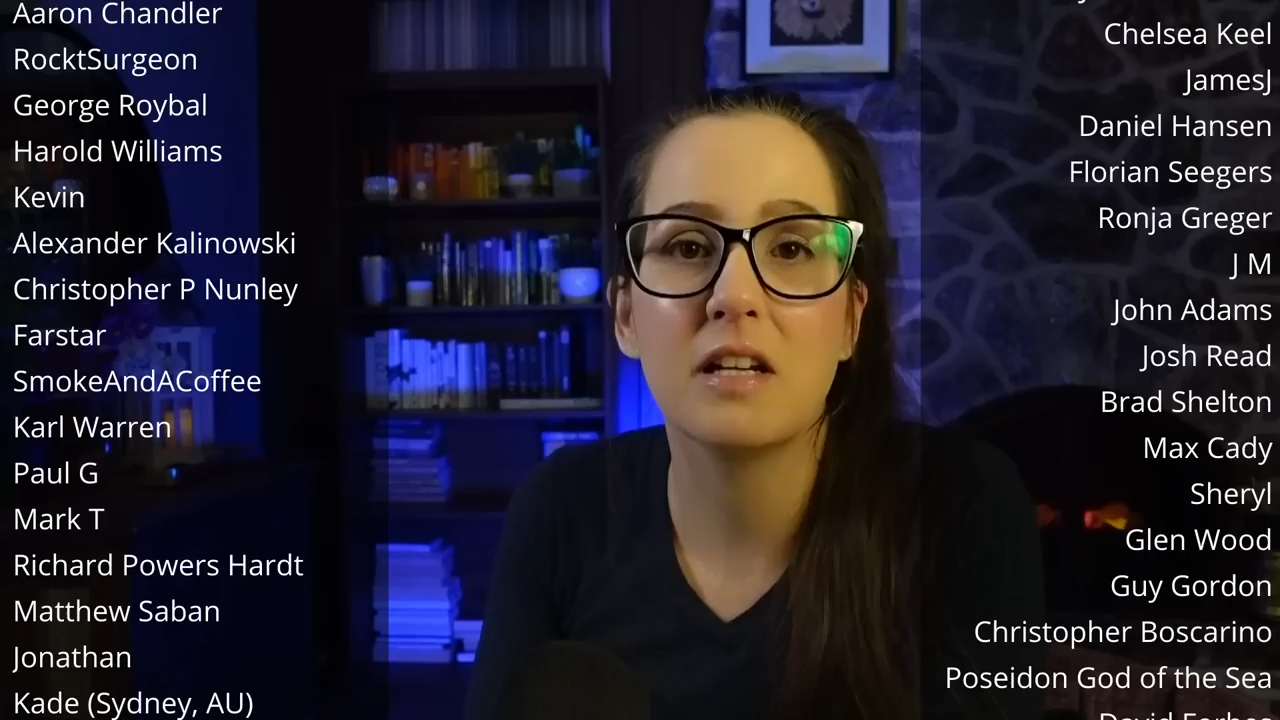 Aaron Chandler
RocktSurgeon
George Roybal
Harold Williams
Kevin
Alexander Kalinowski
Christopher P Nunley
Farstar
SmokeAndACoffee
Karl Warren
Paul G
Mark T
Richard Powers Hardt
Matthew Saban
Jonathan
Kade (Sydney, AU)
Chelsea Keel
JamesJ
Daniel Hansen
Florian Seegers
Ronja Greger
J M
John Adams
Josh Read
Brad Shelton
Max Cady
Sheryl
Glen Wood
Guy Gordon
Christopher Boscarino
Poseidon God of the Sea
David Forbes